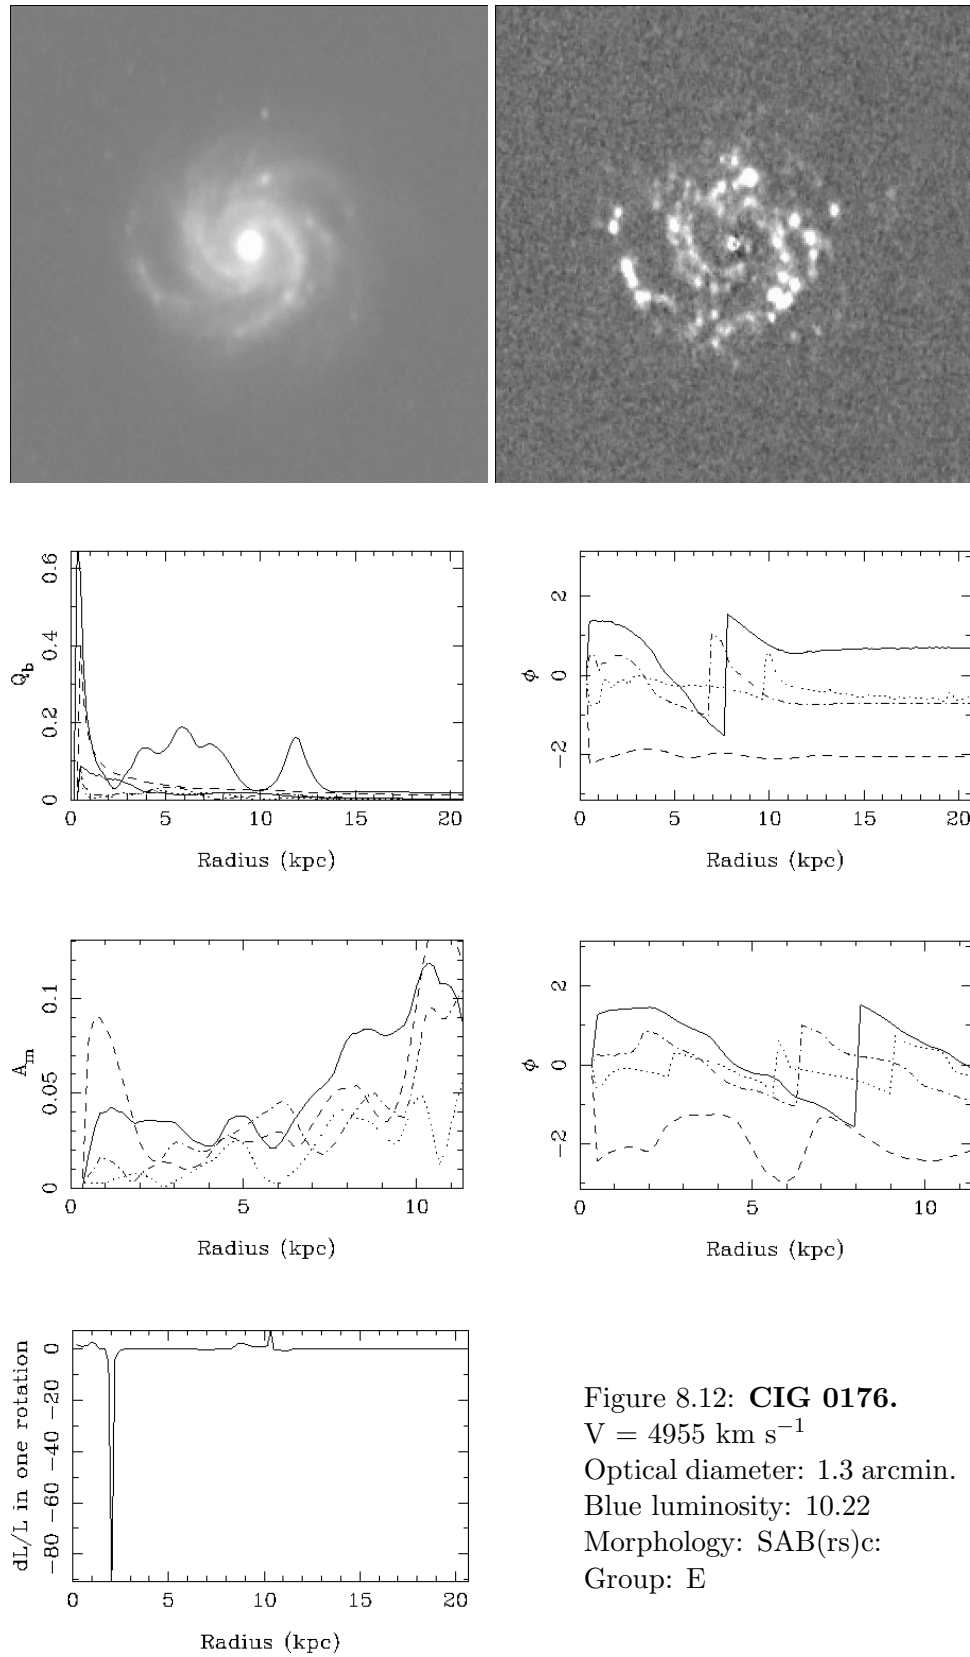 0.6
0.4
0.2
0
Q_b
0 5 10 15 20
Radius (kpc)
2
0
−2
ϕ
0 5 10 15 20
Radius (kpc)
0.1
0.05
0
A_m
0 5 10
Radius (kpc)
2
0
−2
ϕ
0 5 10
Radius (kpc)
0
−20
−40
−60
−80
dL/L in one rotation
0 5 10 15 20
Radius (kpc)
Figure 8.12: CIG 0176.
V = 4955 km s⁻¹
Optical diameter: 1.3 arcmin.
Blue luminosity: 10.22
Morphology: SAB(rs)c:
Group: E